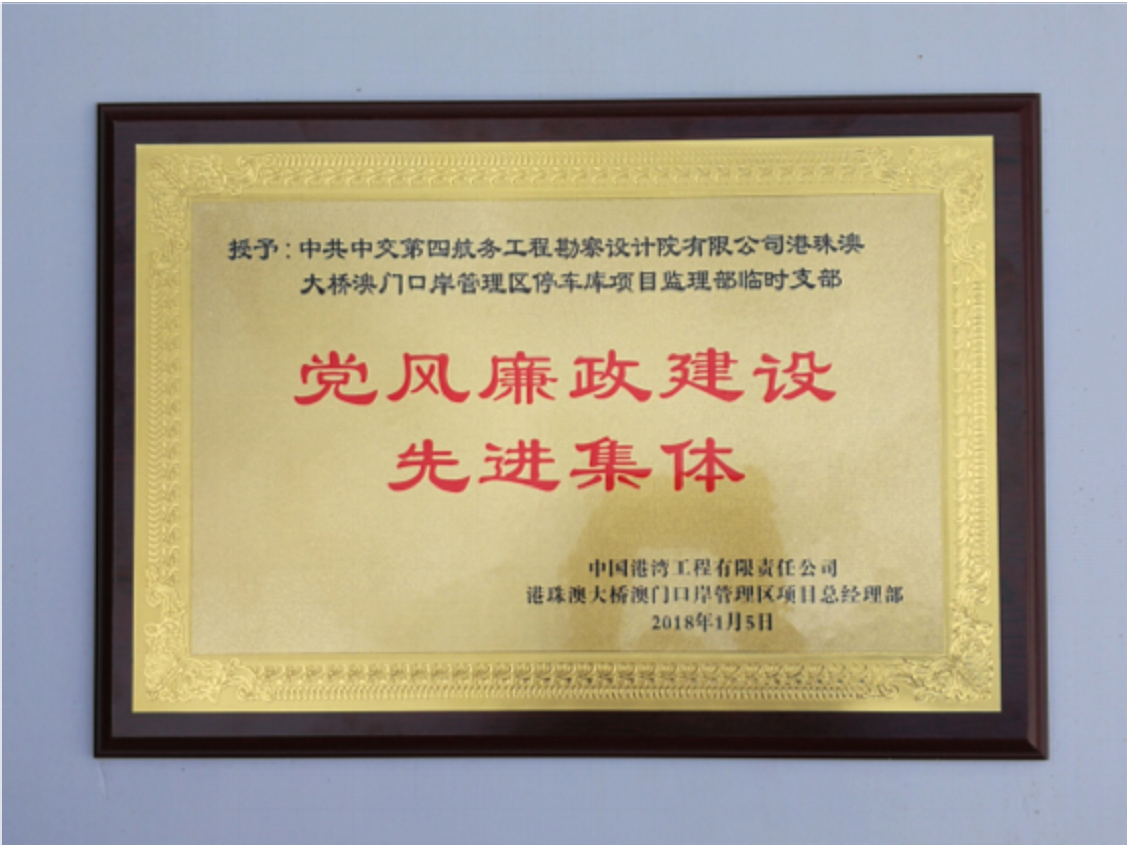 授予：中共中交第四航务工程勘察设计院有限公司港珠澳
大桥澳门口岸管理区停车库项目监理部临时支部
党风廉政建设
先进集体
中国港湾工程有限责任公司
港珠澳大桥澳门口岸管理区项目总经理部
2018年1月5日